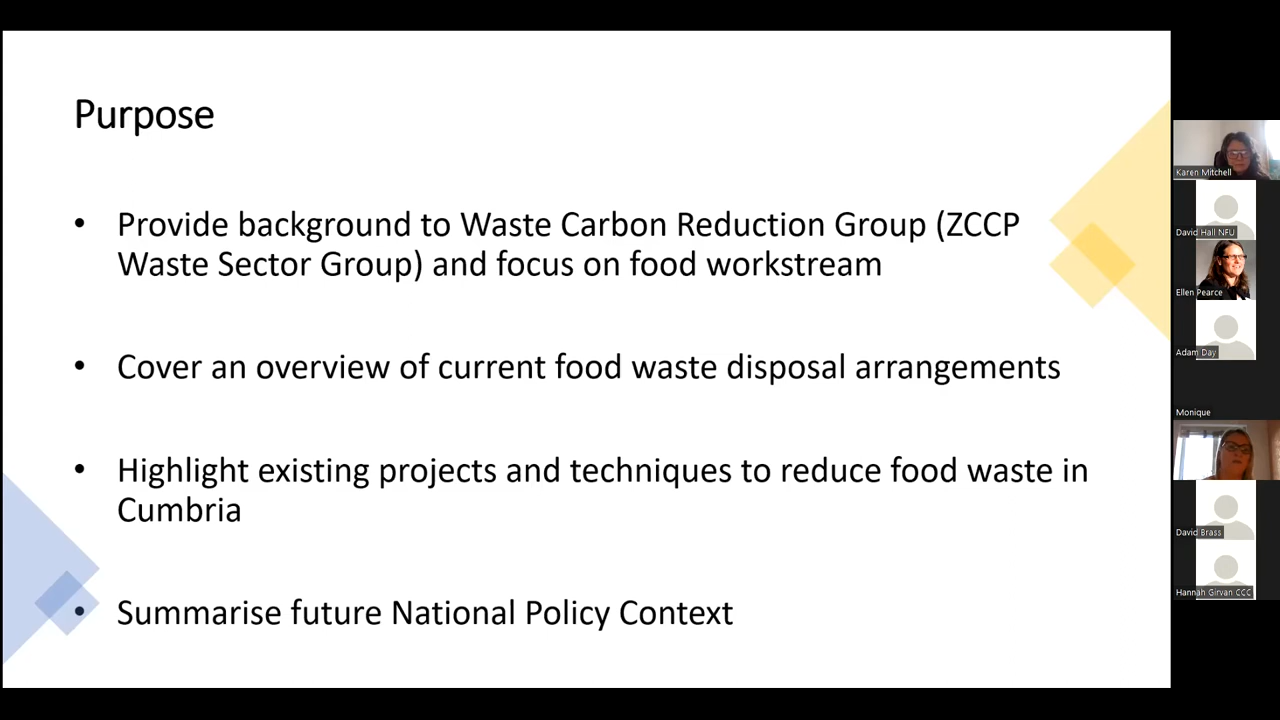 Purpose
• Provide background to Waste Carbon Reduction Group (ZCCP
Waste Sector Group) and focus on food workstream
• Cover an overview of current food waste disposal arrangements
• Highlight existing projects and techniques to reduce food waste in
Cumbria
• Summarise future National Policy Context
Karen Mitchell
David Hall NFU
Ellen Pearce
Adam Day
Monique
David Brass
Hannah Girvan CCC